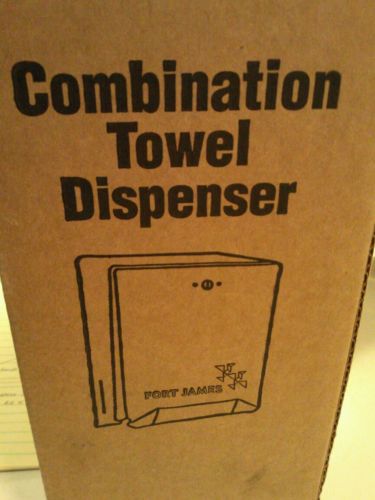 Combination
Towel
Dispenser
FORT JAMES